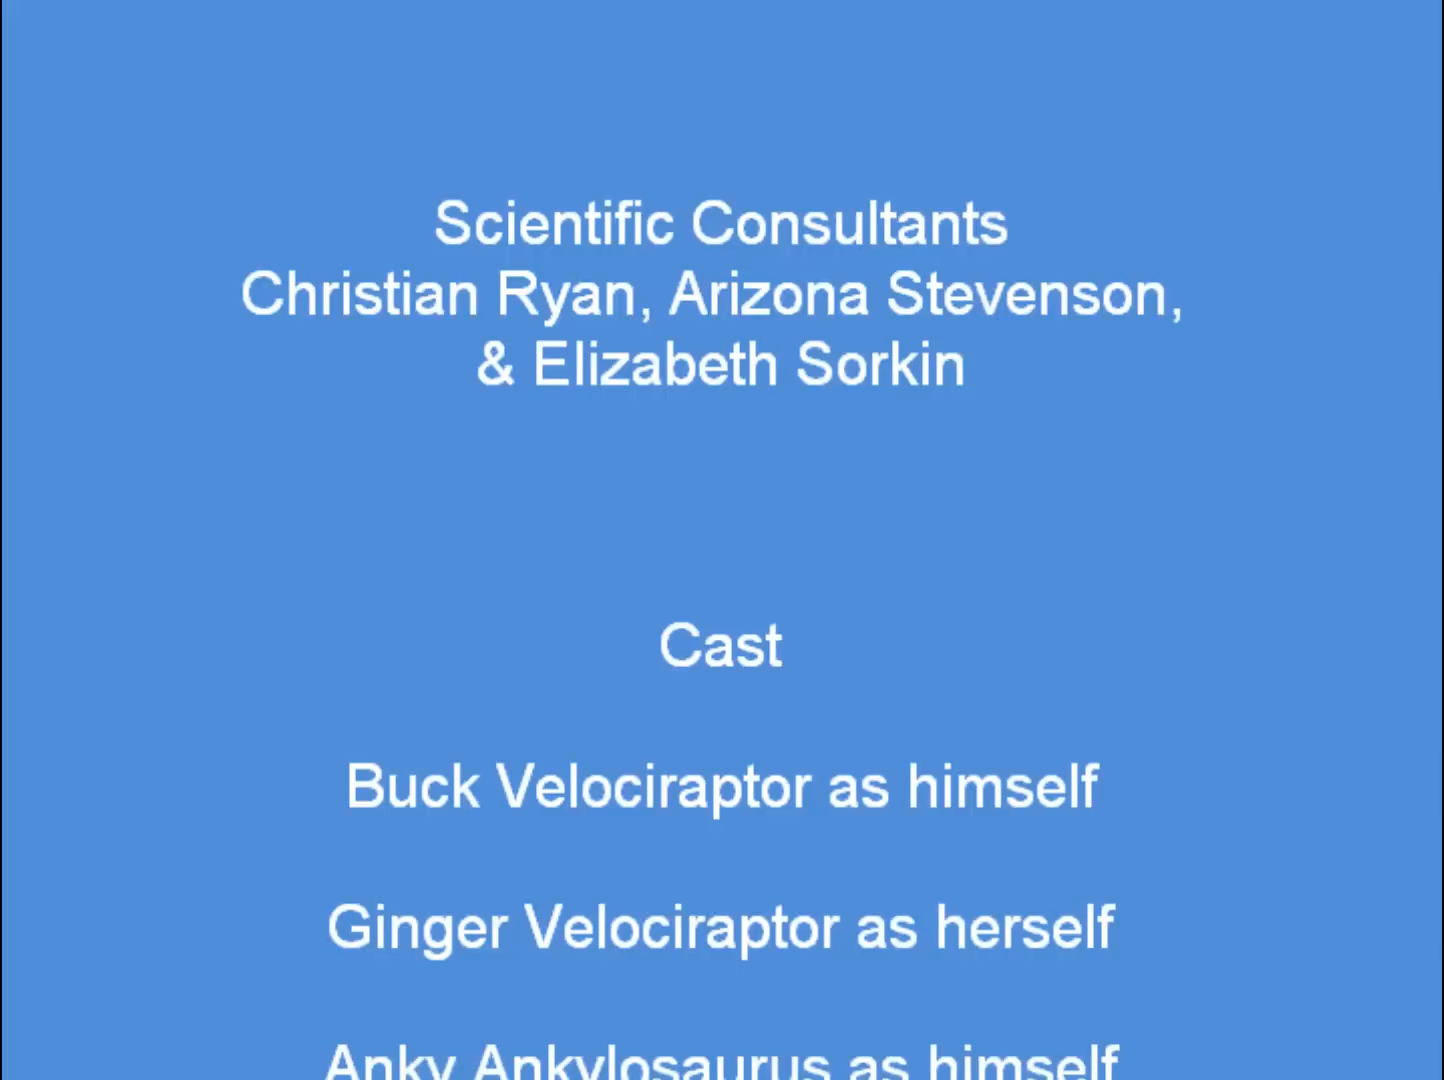 Scientific Consultants
Christian Ryan, Arizona Stevenson,
& Elizabeth Sorkin
Cast
Buck Velociraptor as himself
Ginger Velociraptor as herself
Anky Ankylosaurus as himself